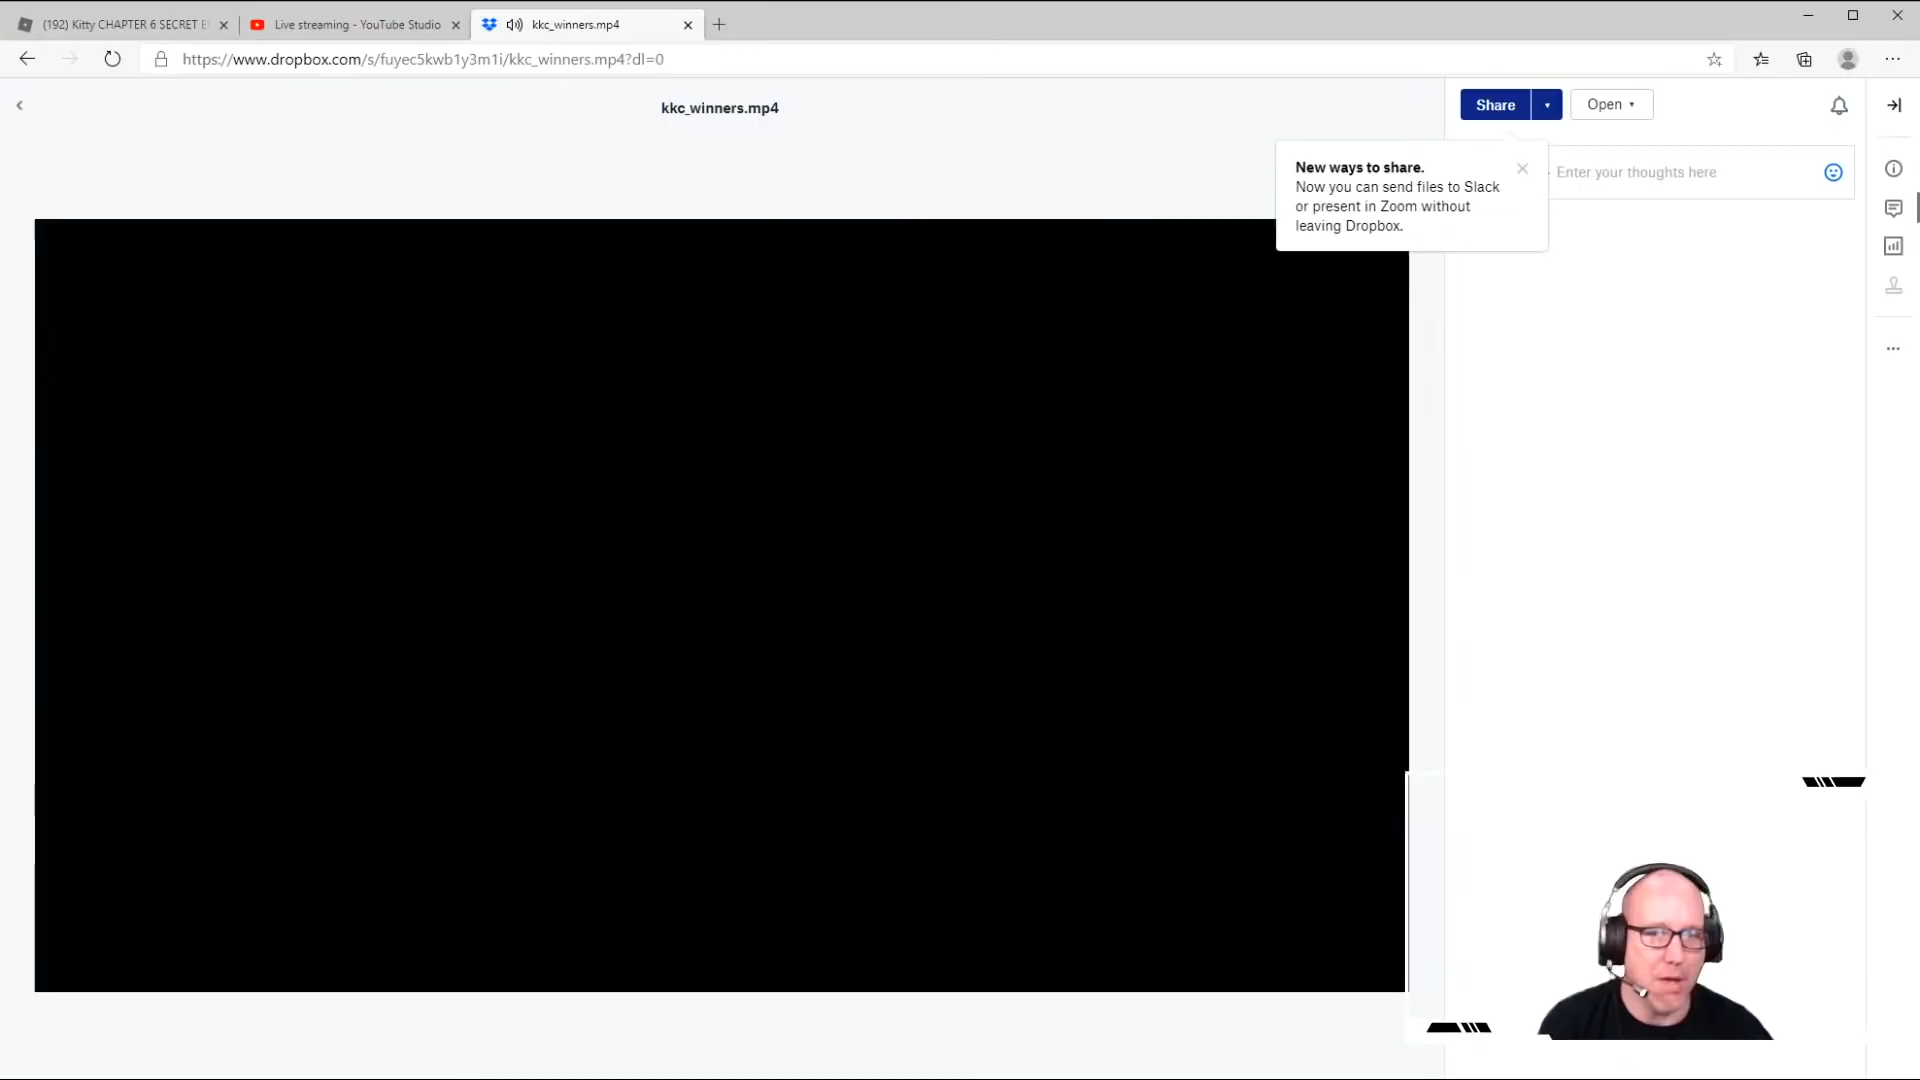 (192) Kitty CHAPTER 6 SECRET E
Live streaming - YouTube Studio
kkc_winners.mp4
https://www.dropbox.com/s/fuyec5kwb1y3m1i/kkc_winners.mp4?dl=0
kkc_winners.mp4
Share
Open
New ways to share.
Now you can send files to Slack
or present in Zoom without
leaving Dropbox.
Enter your thoughts here